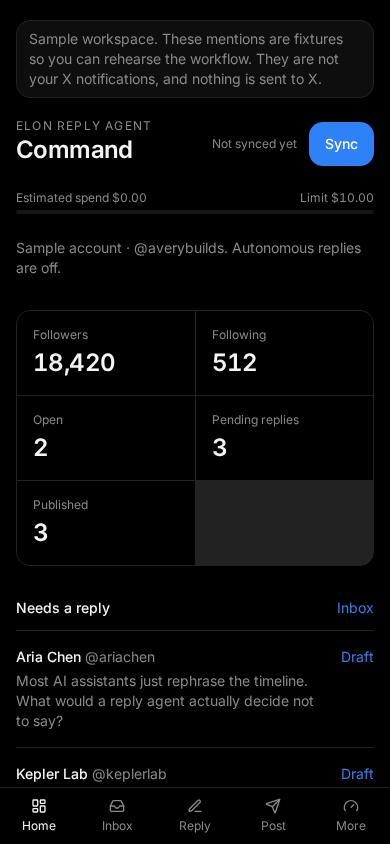 Sample workspace. These mentions are fixtures
so you can rehearse the workflow. They are not
your X notifications, and nothing is sent to X.
ELON REPLY AGENT
Command
Not synced yet
Sync
Estimated spend $0.00
Limit $10.00
Sample account · @averybuilds. Autonomous replies
are off.
Followers
Following
18,420
512
Open
Pending replies
2
3
Published
3
Needs a reply
Inbox
Aria Chen @ariachen
Draft
Most AI assistants just rephrase the timeline.
What would a reply agent actually decide not
to say?
Kepler Lab @keplerlab
Draft
Home
Inbox
Reply
Post
More